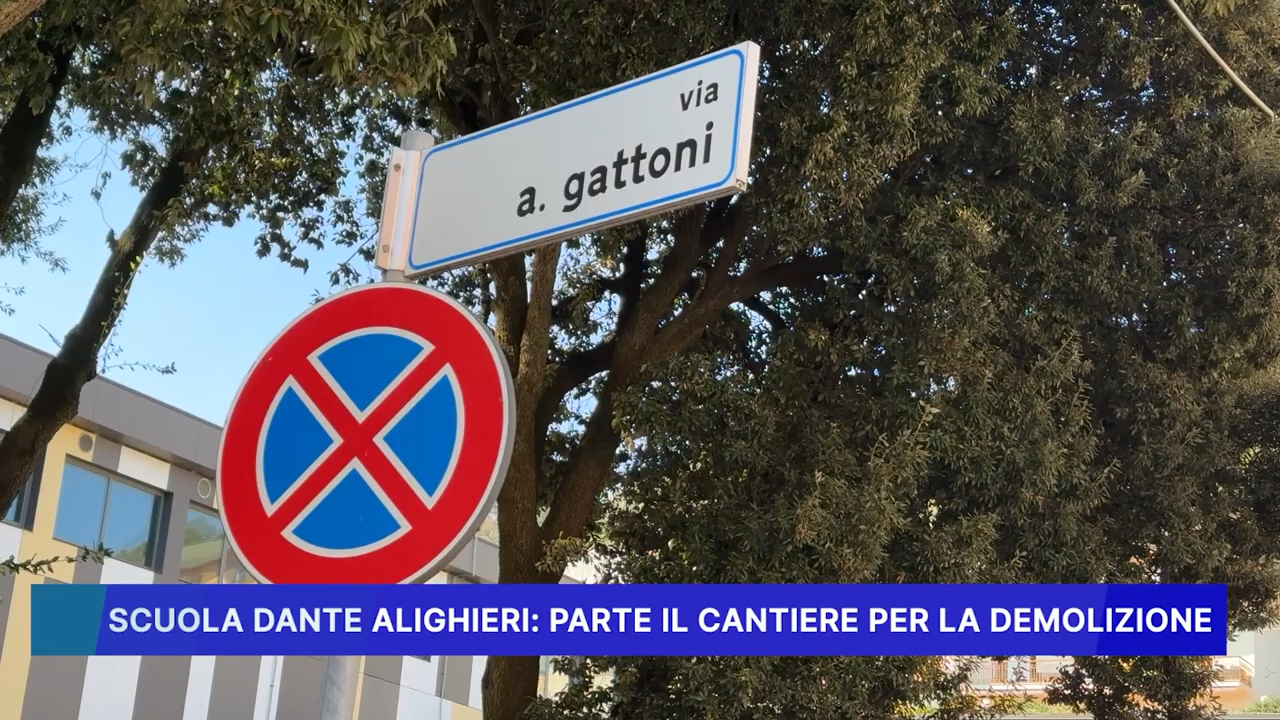 via
a. gattoni
SCUOLA DANTE ALIGHIERI: PARTE IL CANTIERE PER LA DEMOLIZIONE